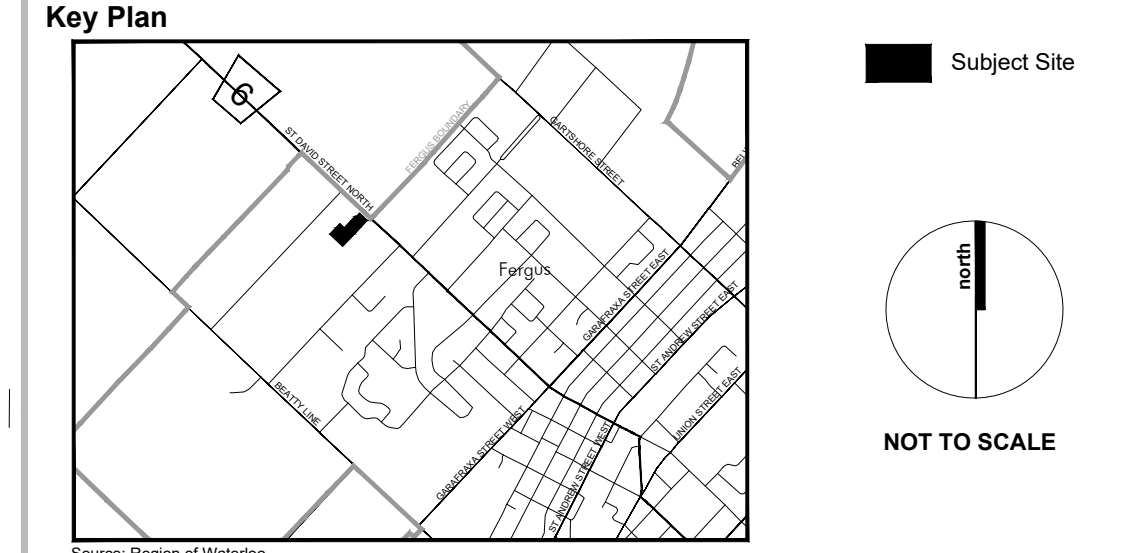 Key Plan
6
ST DAVID STREET NORTH
FERGUS BOUNDARY
GARTSHORE STREET
Fergus
GARAFRAXA STREET EAST
ST ANDREW STREET EAST
UNION STREET EAST
BEATTY LINE
GARAFRAXA STREET WEST
ST ANDREW STREET WEST
Subject Site
north
NOT TO SCALE
Source: Region of Waterloo